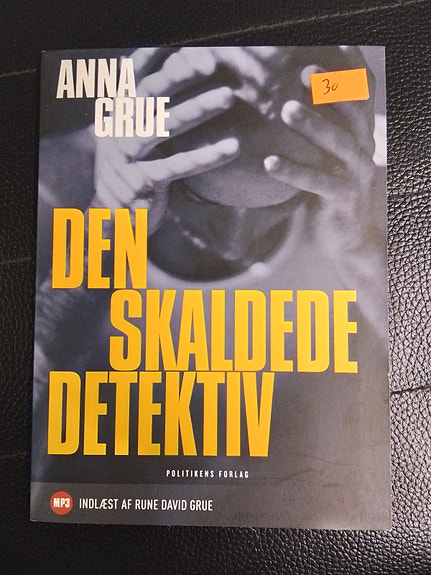 ANNA
GRUE
30
DEN
SKALDEDE
DETEKTIV
POLITIKENS FORLAG
MP3 INDLÆST AF RUNE DAVID GRUE